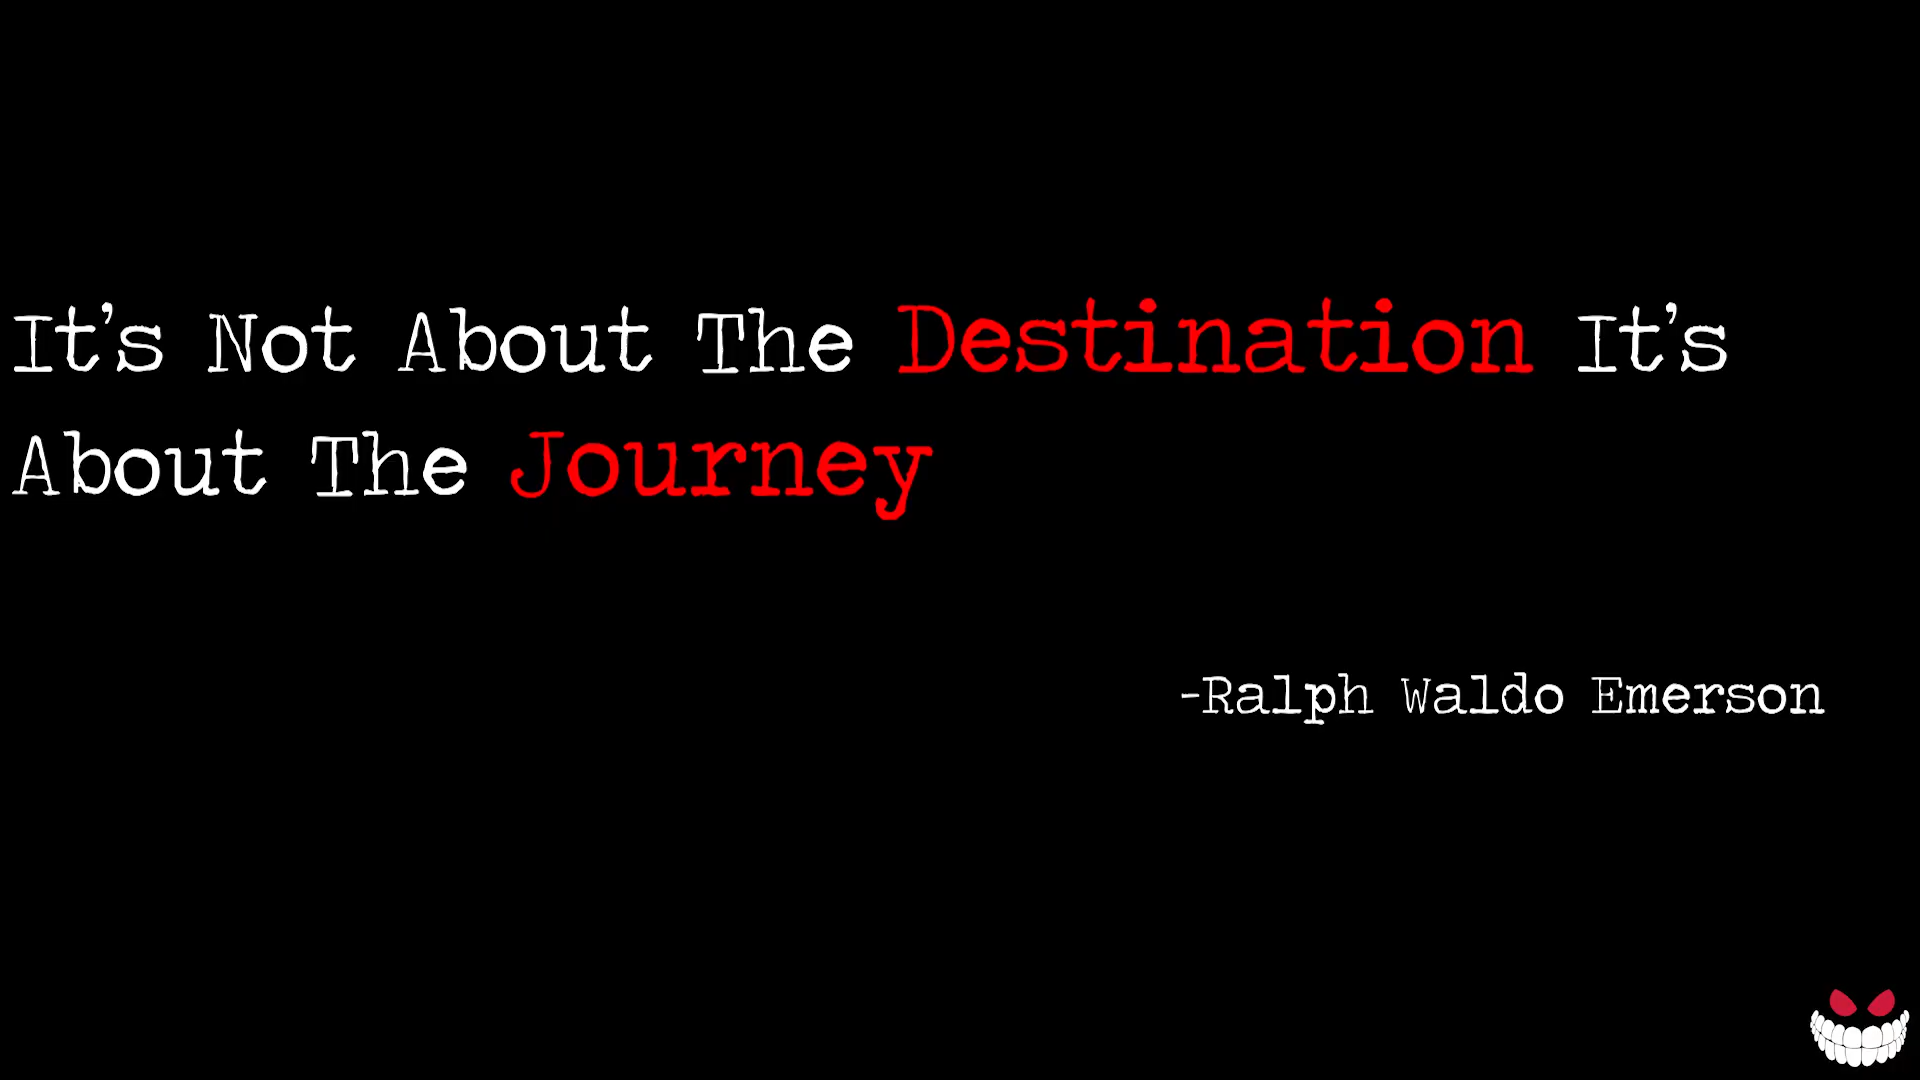 It’s Not About The Destination It’s
About The Journey
-Ralph Waldo Emerson